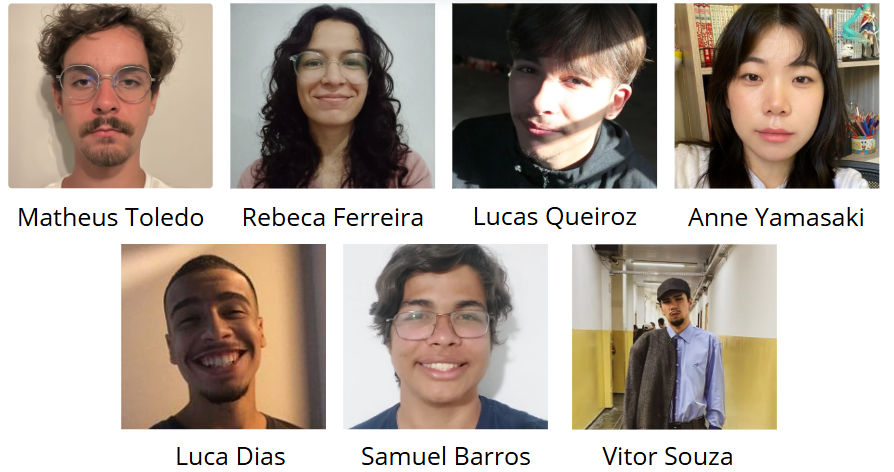 Matheus Toledo
Rebeca Ferreira
Lucas Queiroz
Anne Yamasaki
Luca Dias
Samuel Barros
Vitor Souza